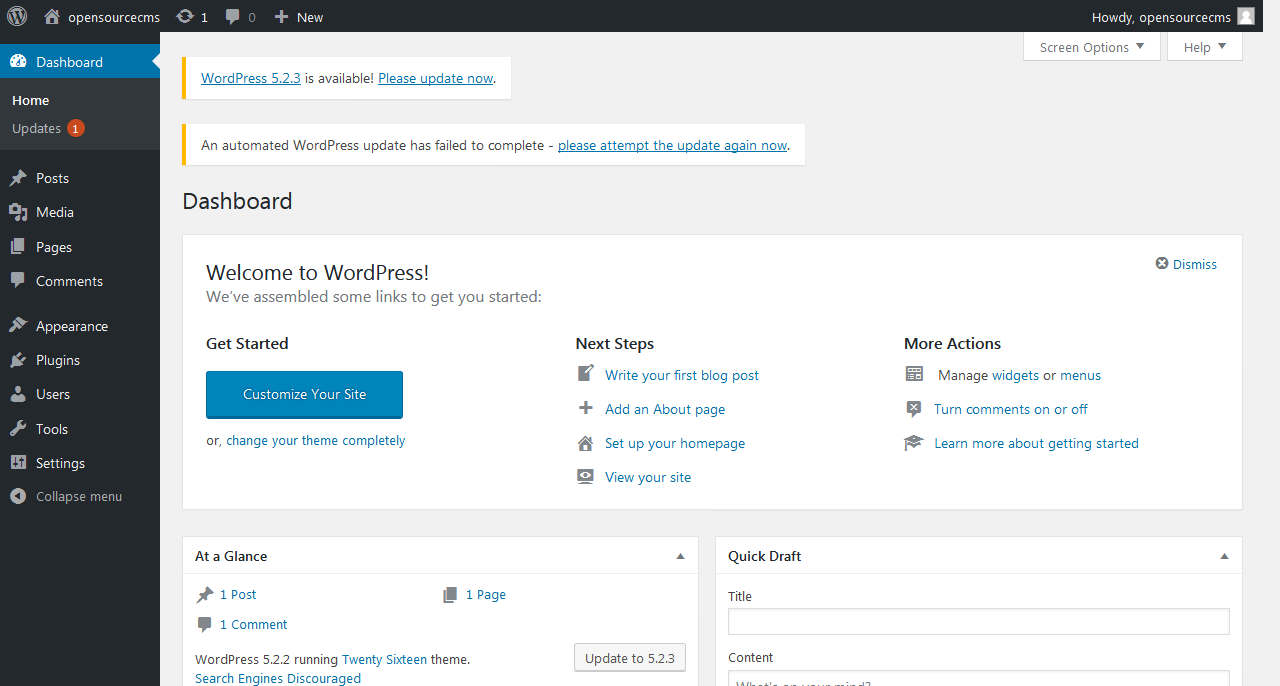 opensourcecms 1 0 New Howdy, opensourcecms
Screen Options Help
Dashboard
Home
Updates 1
Posts
Media
Pages
Comments
Appearance
Plugins
Users
Tools
Settings
Collapse menu
WordPress 5.2.3 is available! Please update now.
An automated WordPress update has failed to complete - please attempt the update again now.
Dashboard
Welcome to WordPress!
We've assembled some links to get you started:
Dismiss
Get Started
Customize Your Site
or, change your theme completely
Next Steps
Write your first blog post
Add an About page
Set up your homepage
View your site
More Actions
Manage widgets or menus
Turn comments on or off
Learn more about getting started
At a Glance
1 Post 1 Page
1 Comment
WordPress 5.2.2 running Twenty Sixteen theme. Update to 5.2.3
Search Engines Discouraged
Quick Draft
Title
Content
What's on your mind?